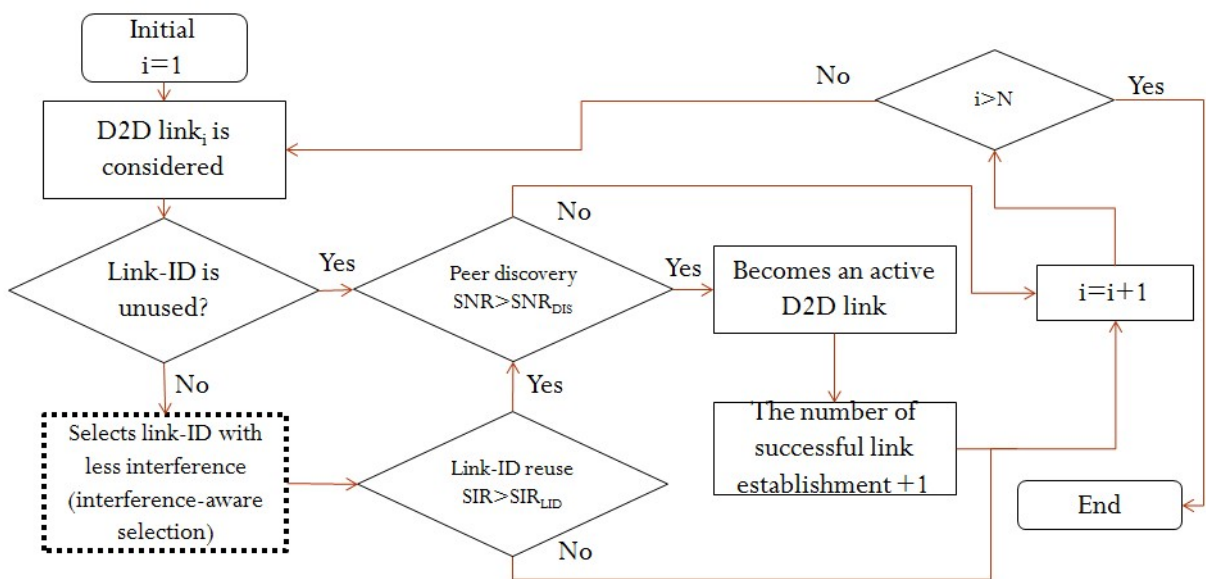 Initial
i=1
No
i>N
Yes
D2D linkᵢ is
considered
No
Link-ID is
unused?
Yes
Peer discovery
SNR>SNR_DIS
Yes
Becomes an active
D2D link
i=i+1
No
Yes
Selects link-ID with
less interference
(interference-aware
selection)
Link-ID reuse
SIR>SIR_LID
The number of
successful link
establishment +1
End
No